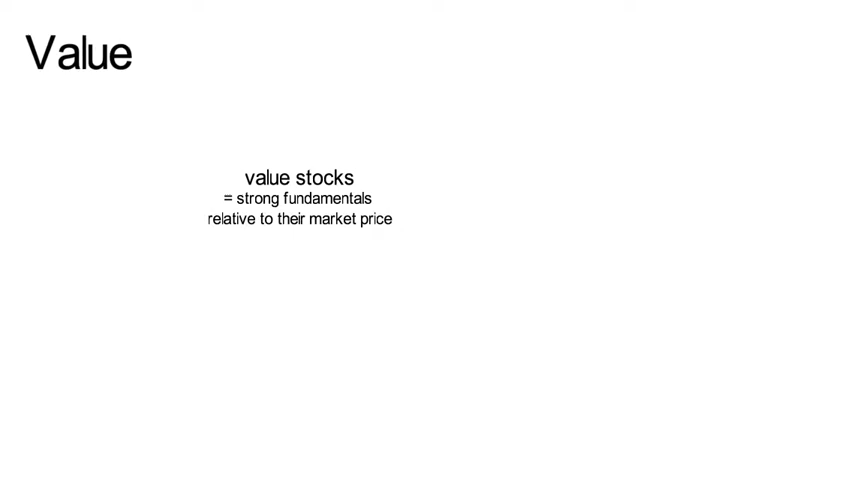 Value
value stocks
= strong fundamentals
relative to their market price